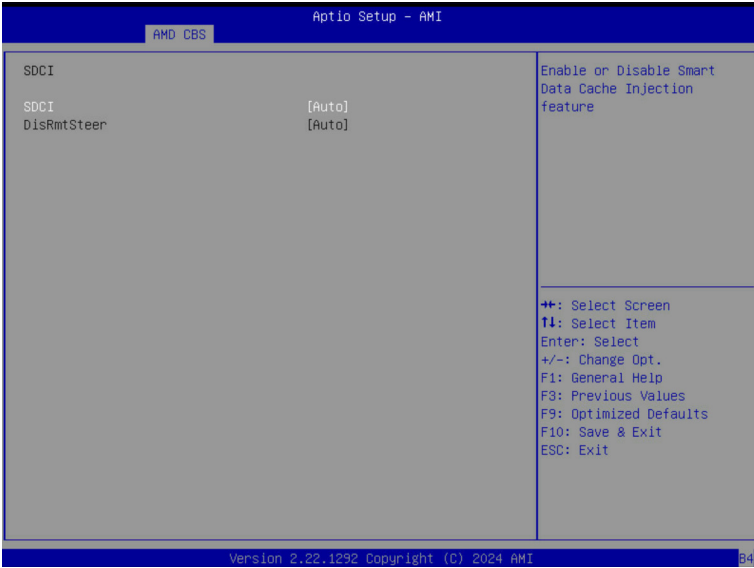 Aptio Setup - AMI
AMD CBS
SDCI
SDCI [Auto]
DisRmtSteer [Auto]
Enable or Disable Smart
Data Cache Injection
feature
→←: Select Screen
↑↓: Select Item
Enter: Select
+/-: Change Opt.
F1: General Help
F3: Previous Values
F9: Optimized Defaults
F10: Save & Exit
ESC: Exit
Version 2.22.1292 Copyright (C) 2024 AMI
B4